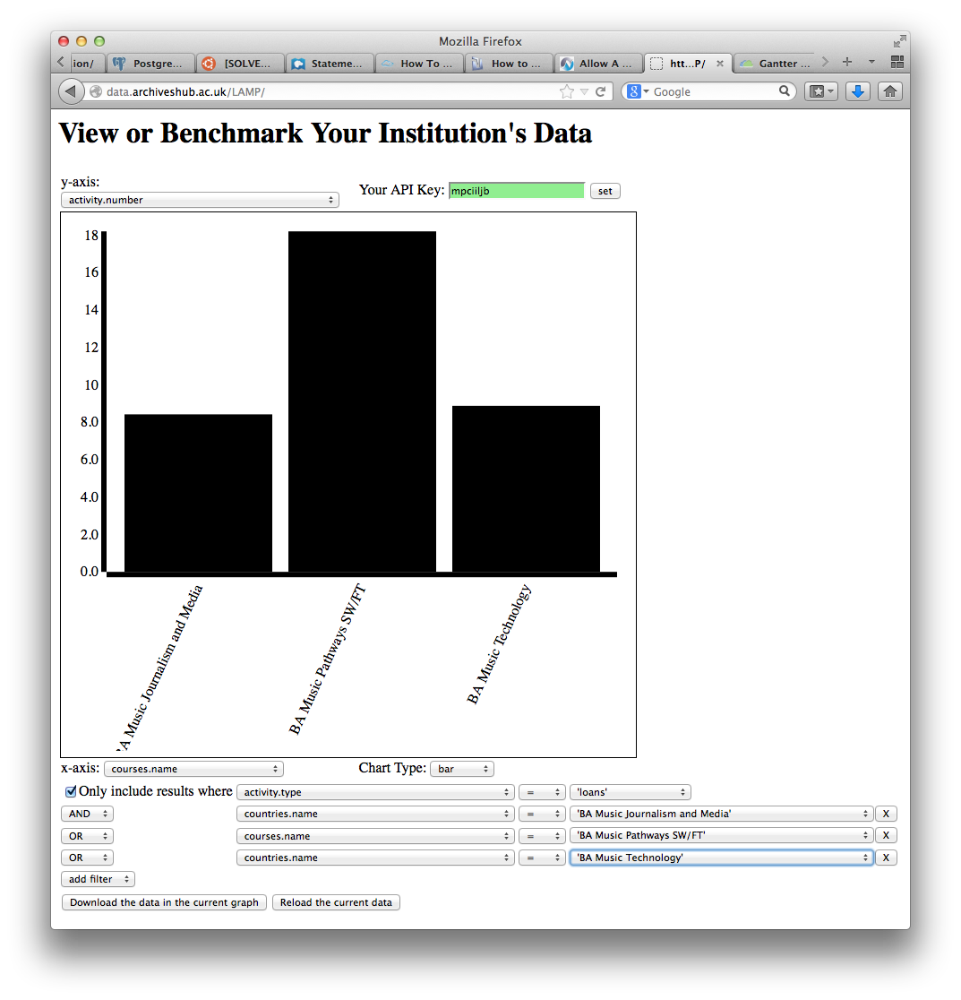 Mozilla Firefox
ion/ Postgre... [SOLVE... Stateme... How To ... How to ... Allow A ... htt...P/ × Gantter ...
data.archiveshub.ac.uk/LAMP/ 8 Google
View or Benchmark Your Institution's Data
y-axis:
activity.number
Your API Key: mpciiljb set
18
16
14
12
10
8.0
6.0
4.0
2.0
0.0
BA Music Journalism and Media
BA Music Pathways SW/FT
BA Music Technology
x-axis: courses.name Chart Type: bar
Only include results where activity.type = 'loans'
AND countries.name = 'BA Music Journalism and Media' X
OR courses.name = 'BA Music Pathways SW/FT' X
OR countries.name = 'BA Music Technology' X
add filter
Download the data in the current graph Reload the current data